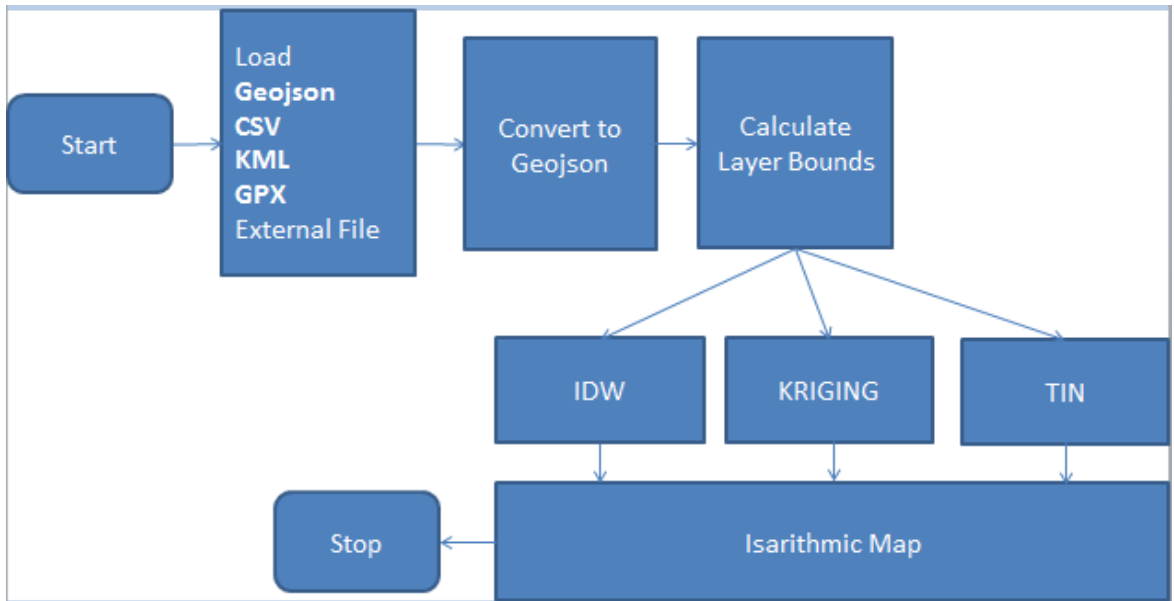 Start
Load
Geojson
CSV
KML
GPX
External File
Convert to
Geojson
Calculate
Layer Bounds
IDW
KRIGING
TIN
Isarithmic Map
Stop